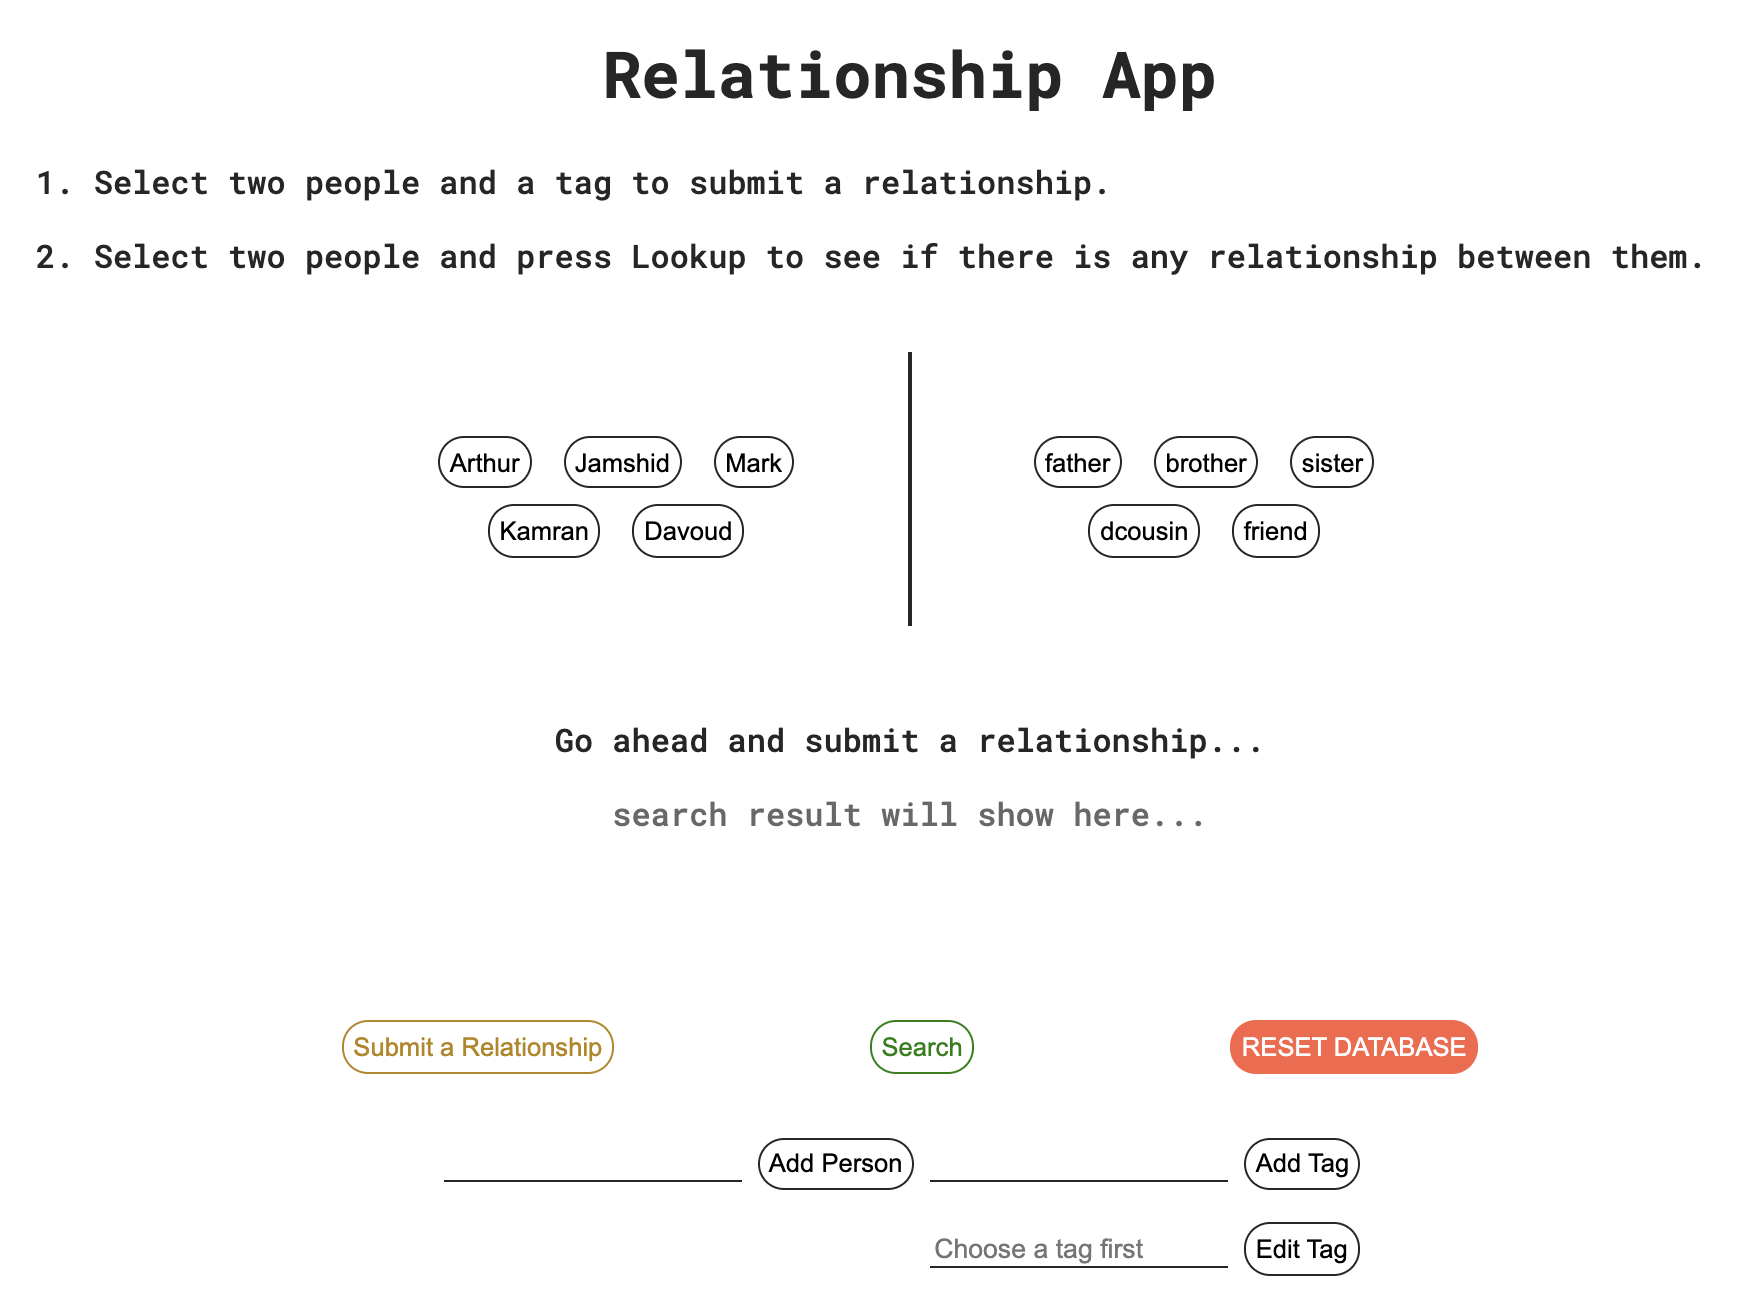 Relationship App
1. Select two people and a tag to submit a relationship.
2. Select two people and press Lookup to see if there is any relationship between them.
Arthur Jamshid Mark
Kamran Davoud
father brother sister
dcousin friend
Go ahead and submit a relationship...
search result will show here...
Submit a Relationship Search RESET DATABASE
Add Person Add Tag
Choose a tag first Edit Tag